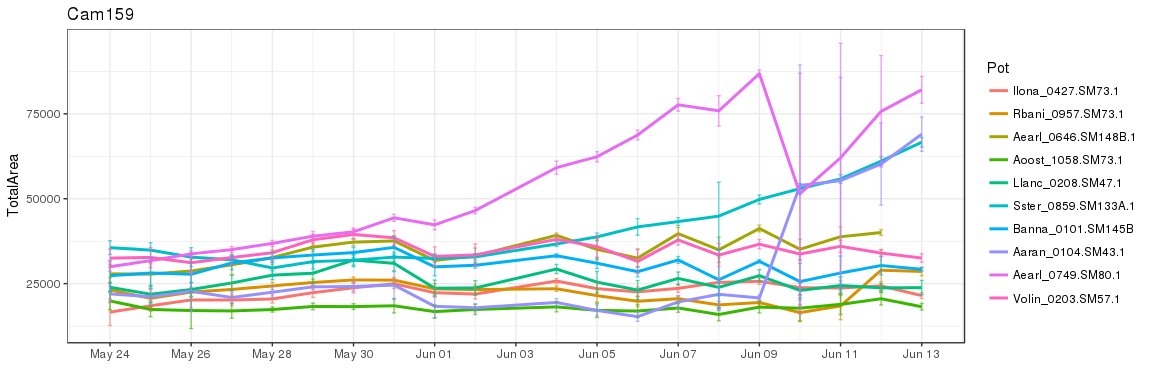 Cam159
TotalArea
75000
50000
25000
May 24
May 26
May 28
May 30
Jun 01
Jun 03
Jun 05
Jun 07
Jun 09
Jun 11
Jun 13
Pot
Ilona_0427.SM73.1
Rbani_0957.SM73.1
Aearl_0646.SM148B.1
Aoost_1058.SM73.1
Llanc_0208.SM47.1
Sster_0859.SM133A.1
Banna_0101.SM145B
Aaran_0104.SM43.1
Aearl_0749.SM80.1
Volin_0203.SM57.1